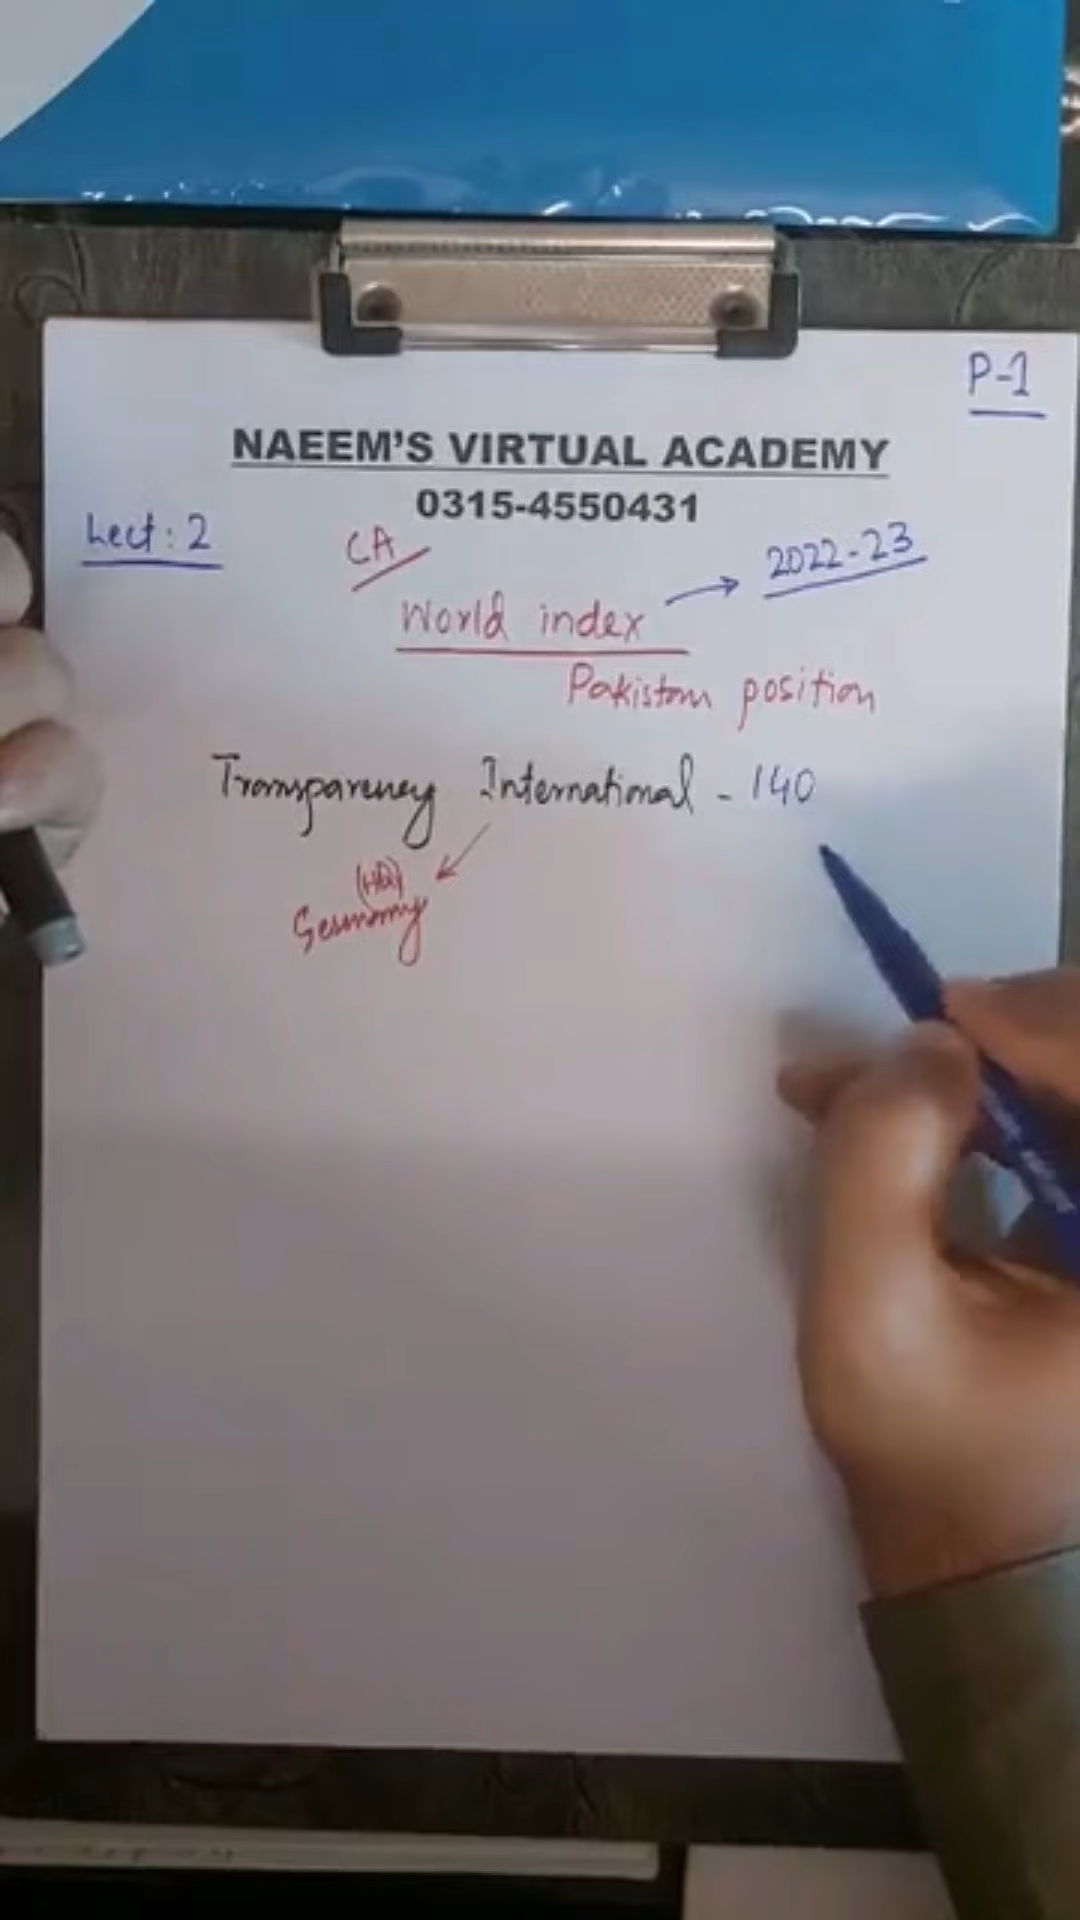 P-1
NAEEM'S VIRTUAL ACADEMY
0315-4550431
Lect: 2
CA
2022-23
World index
Pakistan position
Transparency International - 140
(HQ)
Germany